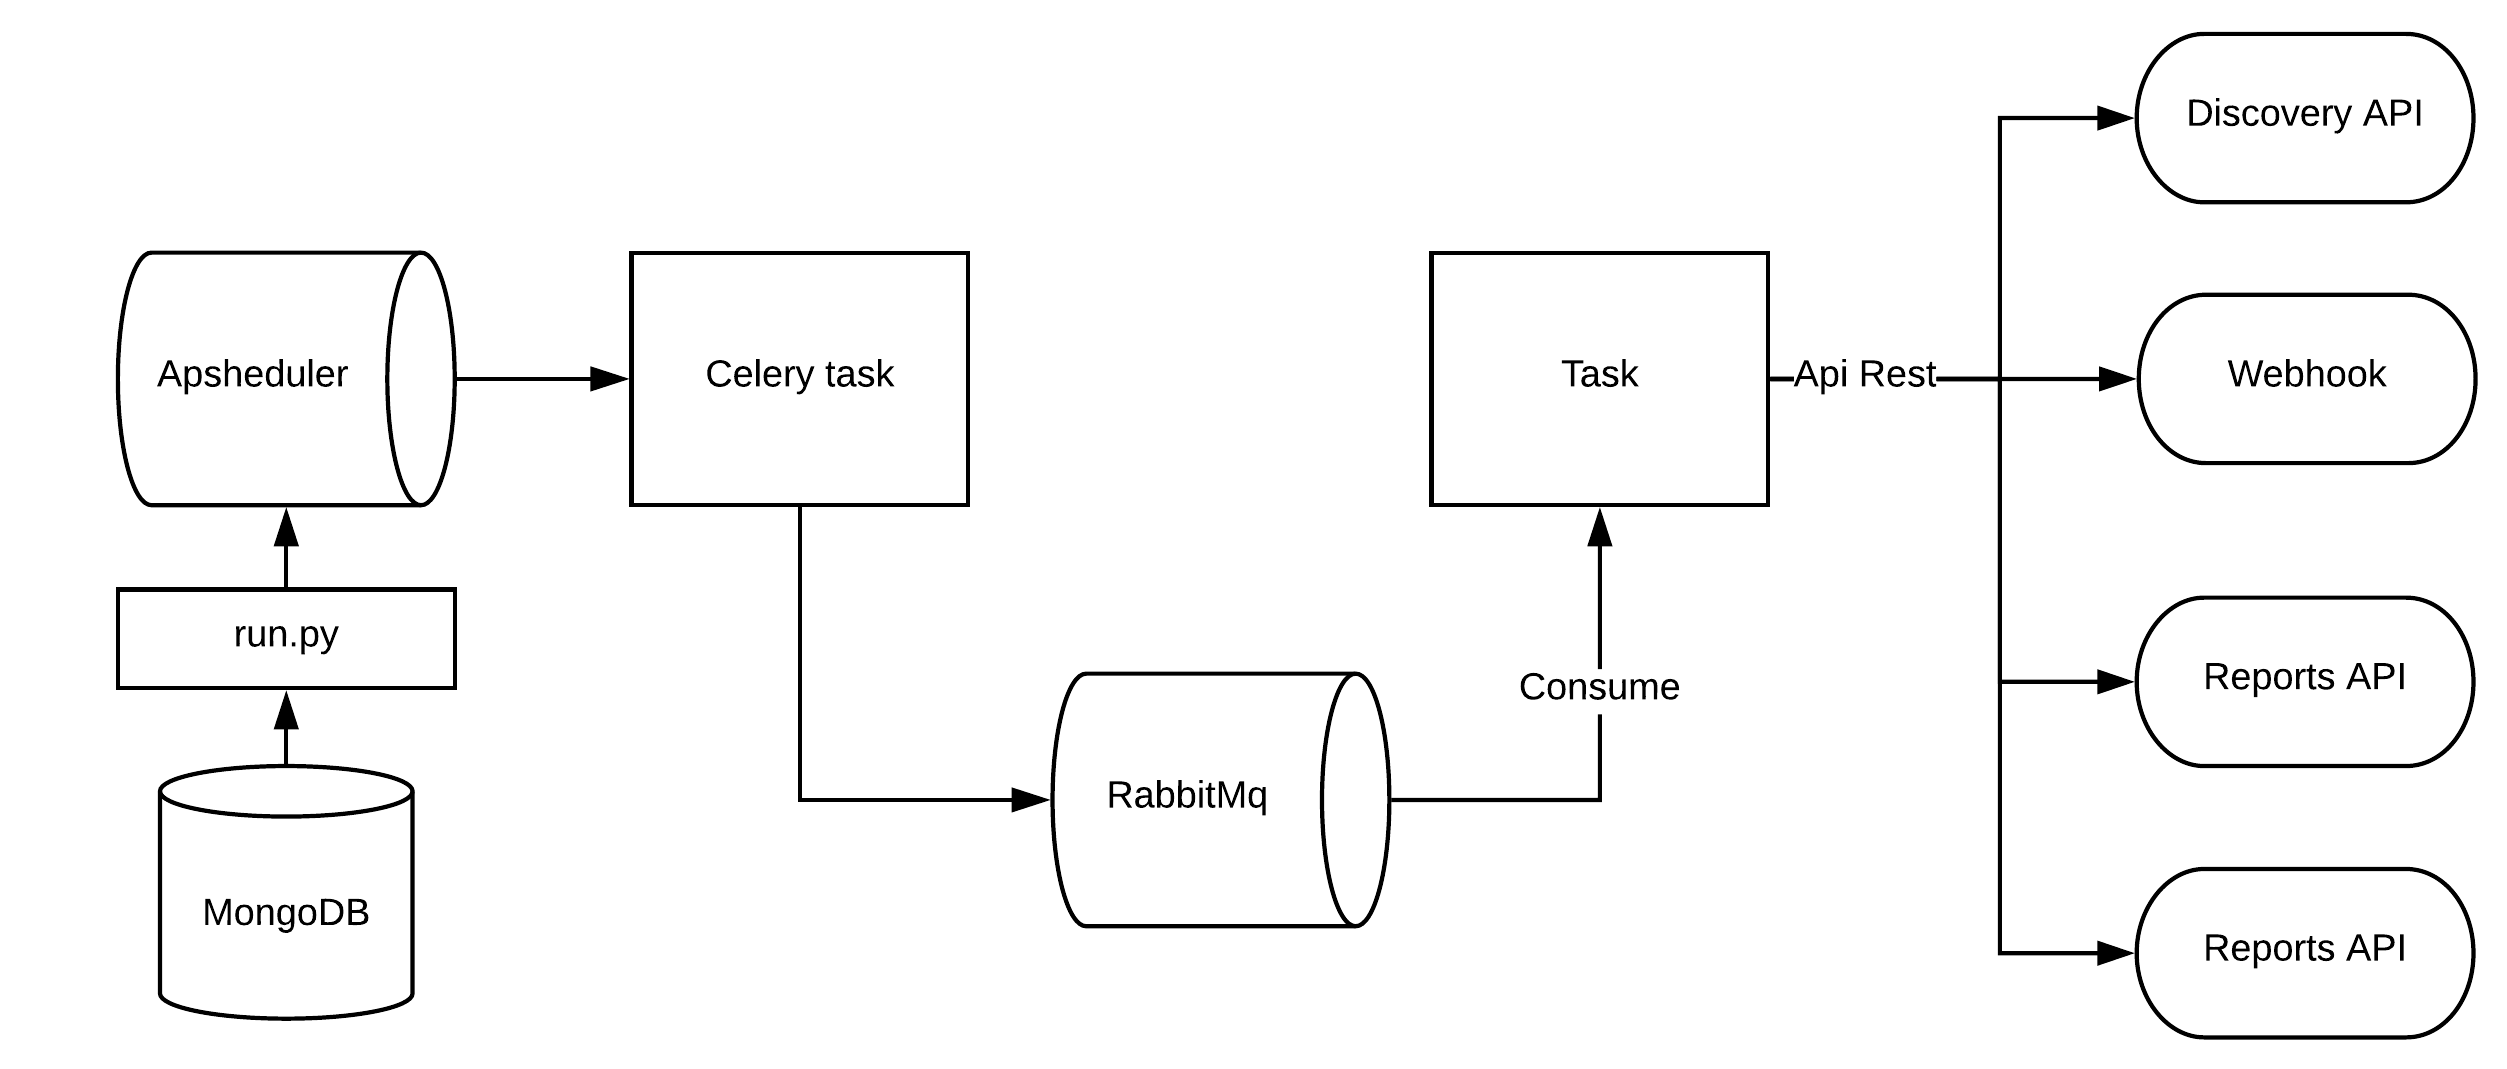 Discovery API
Apsheduler
Celery task
Task
Api Rest
Webhook
run.py
Consume
Reports API
RabbitMq
MongoDB
Reports API